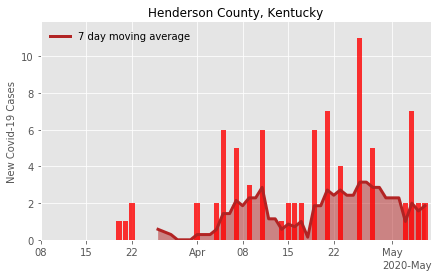 Henderson County, Kentucky
7 day moving average
New Covid-19 Cases
10
8
6
4
2
0
08 15 22 Apr 08 15 22 May
2020-May